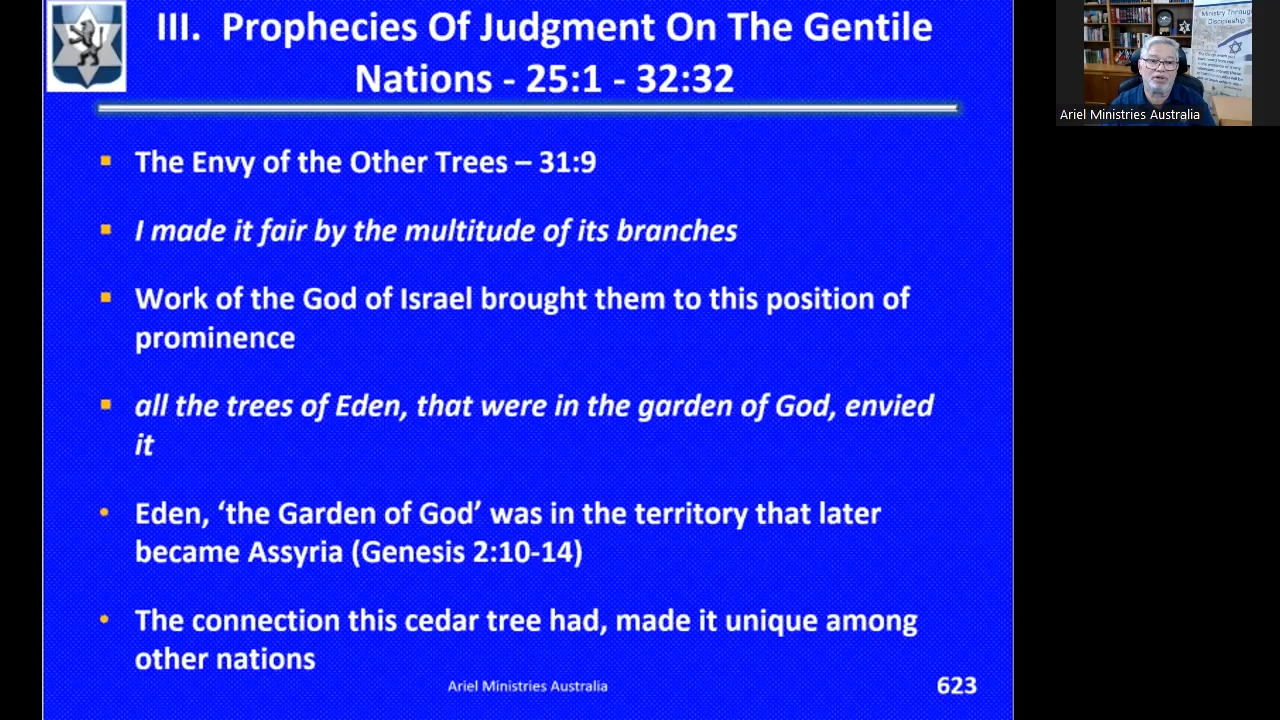 III. Prophecies Of Judgment On The Gentile
Nations - 25:1 - 32:32
The Envy of the Other Trees – 31:9
I made it fair by the multitude of its branches
Work of the God of Israel brought them to this position of
prominence
all the trees of Eden, that were in the garden of God, envied
it
Eden, ‘the Garden of God’ was in the territory that later
became Assyria (Genesis 2:10-14)
The connection this cedar tree had, made it unique among
other nations
Ariel Ministries Australia
623
Ministry Through
Discipleship
Ariel Ministries Australia